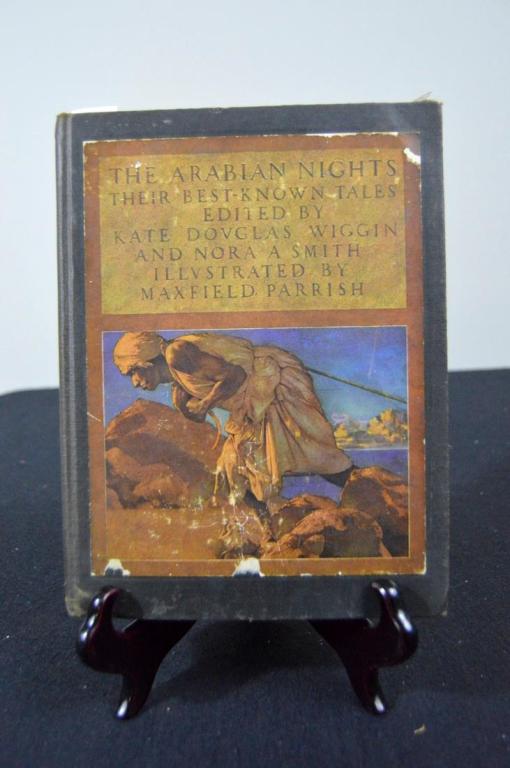 THE ARABIAN NIGHTS
THEIR BEST-KNOWN TALES
EDITED BY
KATE DOVGLAS WIGGIN
AND NORA A SMITH
ILLVSTRATED BY
MAXFIELD PARRISH